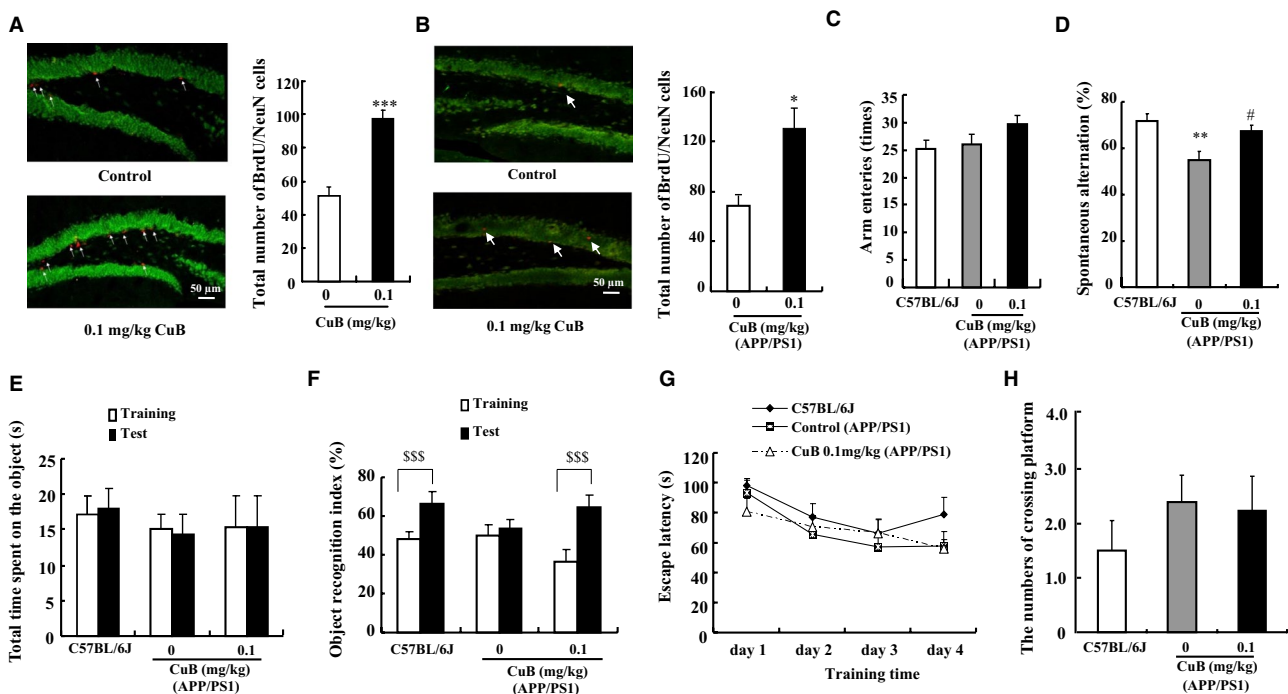 A
Control
0.1 mg/kg CuB
50 µm
Total number of BrdU/NeuN cells
120
100
80
60
40
20
0
***
0 0.1
CuB (mg/kg)
B
Control
0.1 mg/kg CuB
50 µm
Total number of BrdU/NeuN cells
160
120
80
40
0
*
0 0.1
CuB (mg/kg)
(APP/PS1)
C
Arm enteries (times)
35
30
25
20
15
10
5
0
C57BL/6J 0 0.1
CuB (mg/kg)
(APP/PS1)
D
Spontaneous alternation (%)
80
60
40
20
0
**
#
C57BL/6J 0 0.1
CuB (mg/kg)
(APP/PS1)
E
Training
Test
Total time spent on the object (s)
25
20
15
10
5
0
C57BL/6J 0 0.1
CuB (mg/kg)
(APP/PS1)
F
Training
Test
Object recognition index (%)
80
60
40
20
0
$$$
$$$
C57BL/6J 0 0.1
CuB (mg/kg)
(APP/PS1)
G
C57BL/6J
Control (APP/PS1)
CuB 0.1mg/kg (APP/PS1)
Escape latency (s)
120
100
80
60
40
20
0
day 1 day 2 day 3 day 4
Training time
H
The numbers of crossing platform
4.0
3.0
2.0
1.0
0
C57BL/6J 0 0.1
CuB (mg/kg)
(APP/PS1)